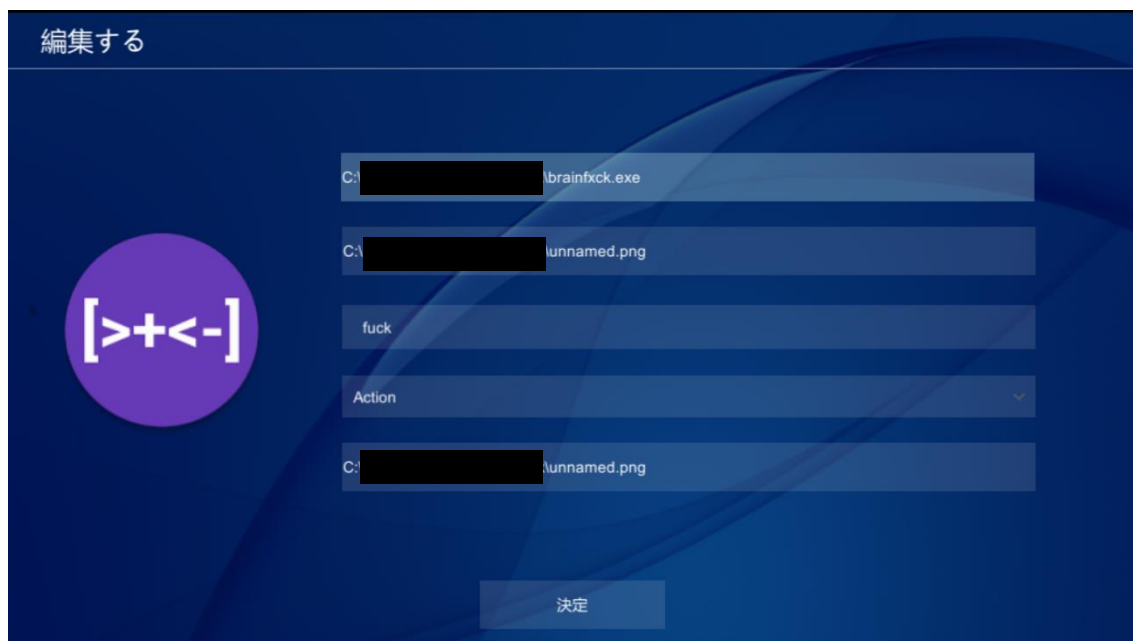 編集する
C:\
\brainfxck.exe
C:\
\unnamed.png
[>+<-]
fuck
Action
C:\
\unnamed.png
決定